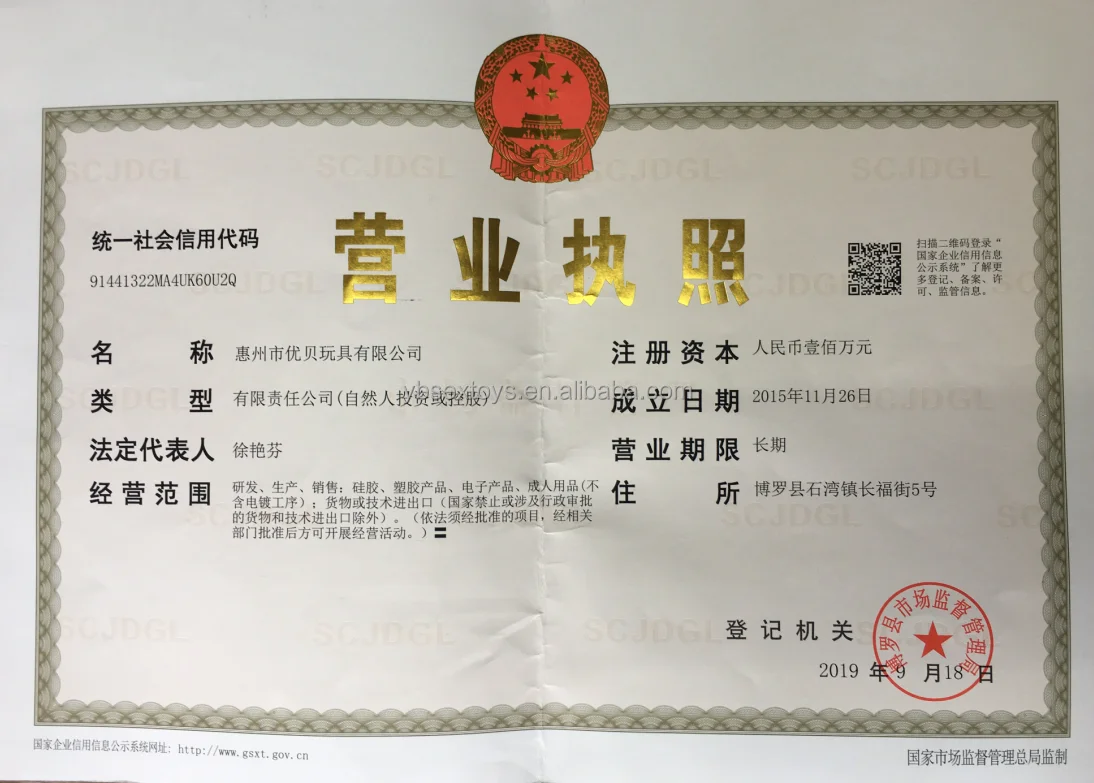 SCJDGL SCJDGL SCJDGL SCJDGL
统一社会信用代码
91441322MA4UK60U2Q
营业执照
扫描二维码登录“
国家企业信用信息
公示系统”了解更
多登记、备案、许
可、监管信息。
名称 惠州市优贝玩具有限公司
类型 有限责任公司(自然人投资或控股)
法定代表人 徐艳芬
经营范围 研发、生产、销售：硅胶、塑胶产品、电子产品、成人用品(不
含电镀工序)；货物或技术进出口（国家禁止或涉及行政审批
的货物和技术进出口除外）。（依法须经批准的项目，经相关
部门批准后方可开展经营活动。）
注册资本 人民币壹佰万元
成立日期 2015年11月26日
营业期限 长期
住所 博罗县石湾镇长福街5号
ybsextoys.en.alibaba.com
登记机关
博罗县市场监督管理局
2019年9月18日
国家企业信用信息公示系统网址: http://www.gsxt.gov.cn
国家市场监督管理总局监制